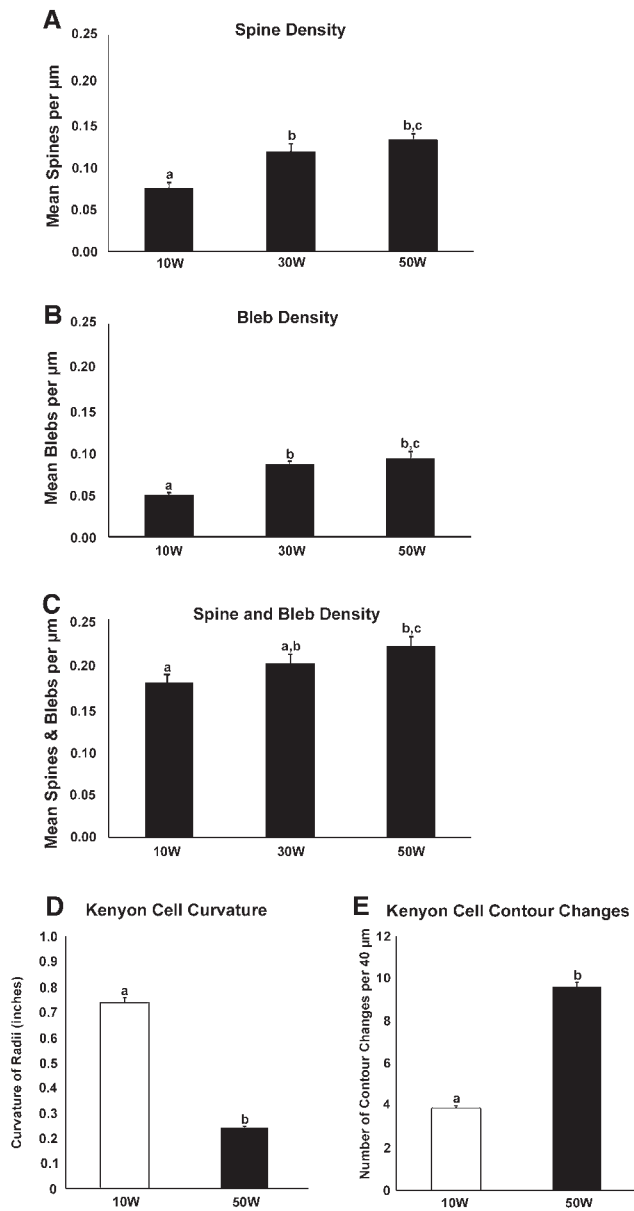 A
Spine Density
Mean Spines per µm
0.25
0.20
0.15
0.10
0.05
0.00
a
b
b,c
10W
30W
50W
B
Bleb Density
Mean Blebs per µm
0.25
0.20
0.15
0.10
0.05
0.00
a
b
b,c
10W
30W
50W
C
Spine and Bleb Density
Mean Spines & Blebs per µm
0.25
0.20
0.15
0.10
0.05
0.00
a
a,b
b,c
10W
30W
50W
D
Kenyon Cell Curvature
Curvature of Radii (inches)
1.0
0.9
0.8
0.7
0.6
0.5
0.4
0.3
0.2
0.1
0
a
b
10W
50W
E
Kenyon Cell Contour Changes
Number of Contour Changes per 40 µm
12
10
8
6
4
2
0
a
b
10W
50W